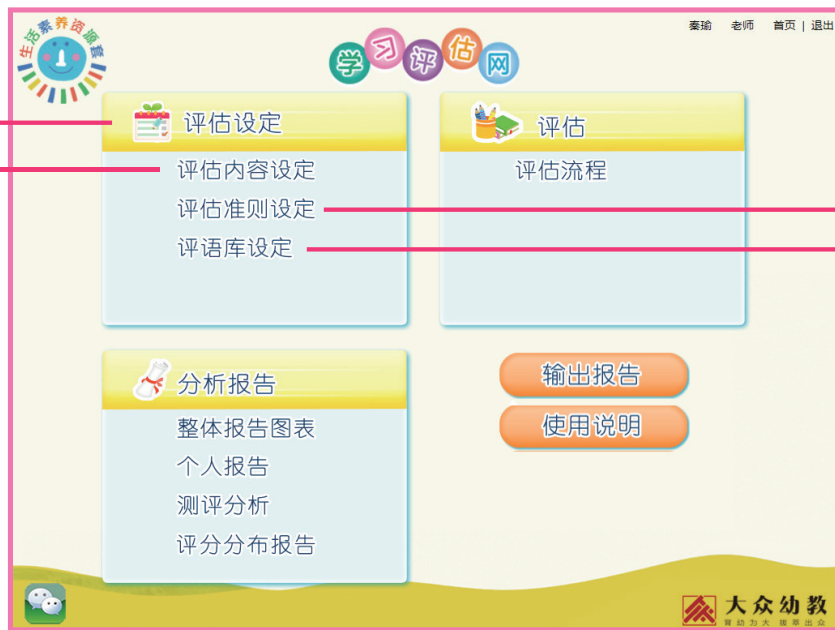 生活素养资源套
秦瑜 老师 首页 | 退出
学习评估网
评估设定
评估内容设定
评估准则设定
评语库设定
评估
评估流程
分析报告
整体报告图表
个人报告
测评分析
评分分布报告
输出报告
使用说明
大众幼教